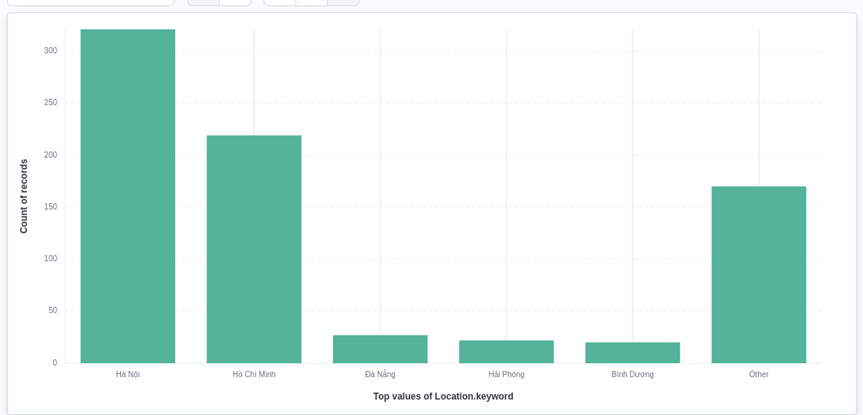 300
250
200
150
100
50
0
Count of records
Hà Nội
Hồ Chí Minh
Đà Nẵng
Hải Phòng
Bình Dương
Other
Top values of Location.keyword